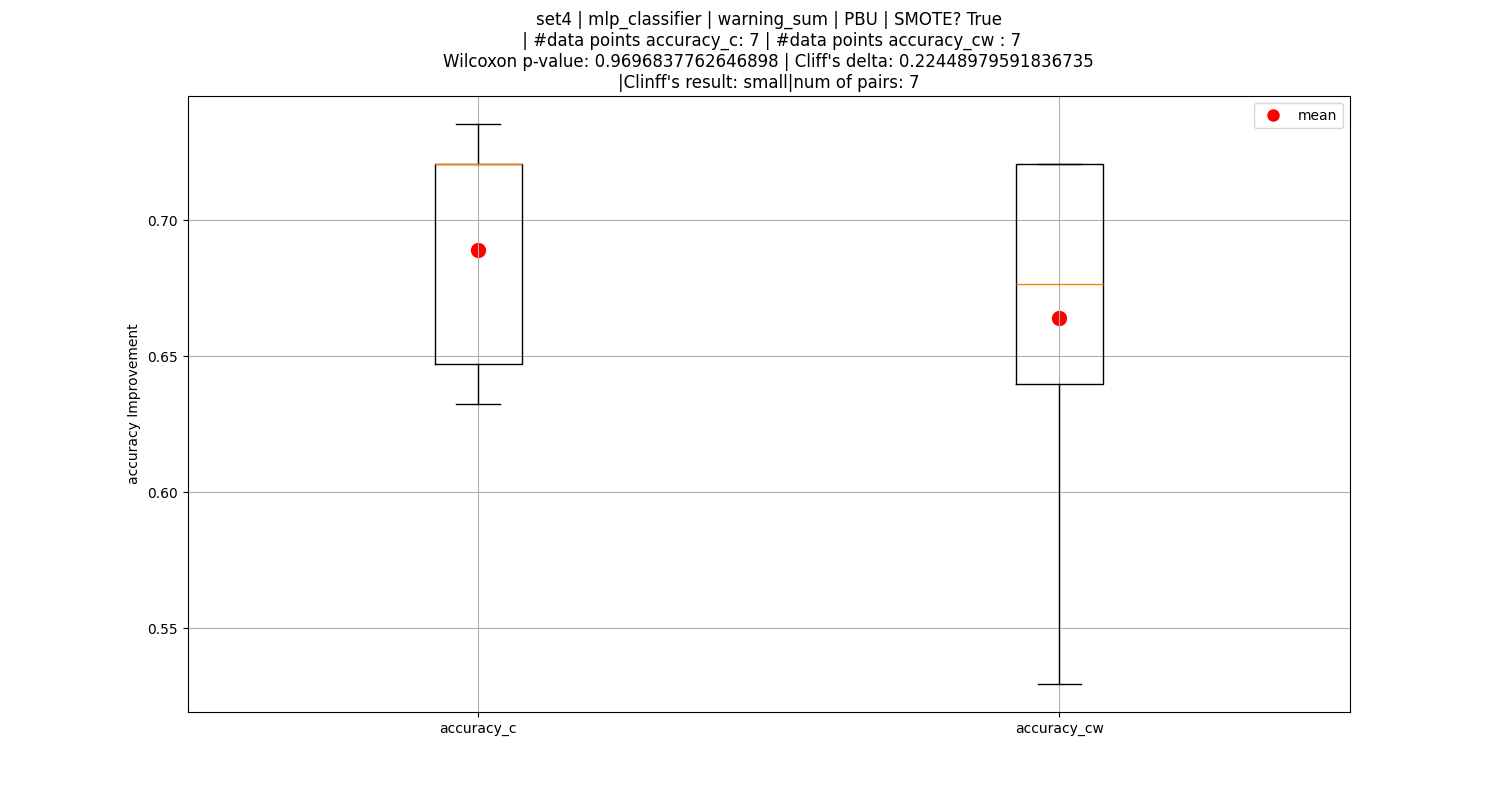 set4 | mlp_classifier | warning_sum | PBU | SMOTE? True
| #data points accuracy_c: 7 | #data points accuracy_cw : 7
Wilcoxon p-value: 0.9696837762646898 | Cliff's delta: 0.22448979591836735
|Clinff's result: small|num of pairs: 7
mean
0.70
0.65
0.60
0.55
accuracy Improvement
accuracy_c
accuracy_cw